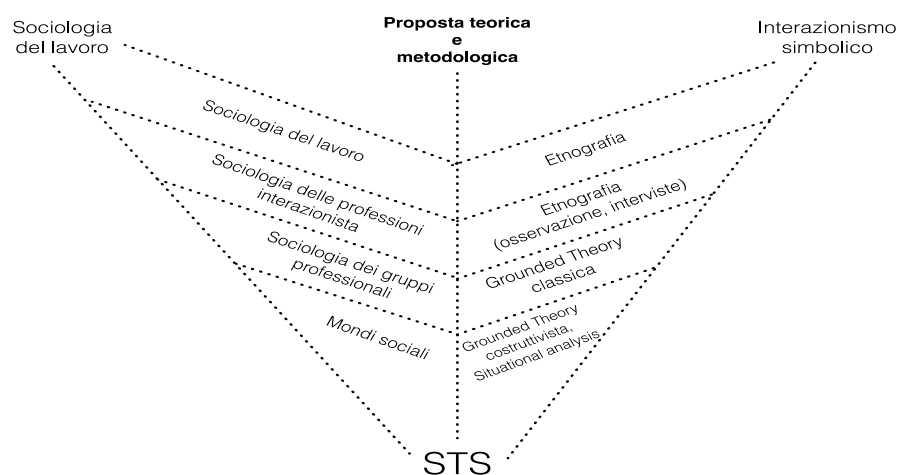 Sociologia
del lavoro
Proposta teorica
e
metodologica
Interazionismo
simbolico
Sociologia del lavoro
Etnografia
Sociologia delle professioni
interazionista
Etnografia
(osservazione, interviste)
Sociologia dei gruppi
professionali
Grounded Theory
classica
Mondi sociali
Grounded Theory
costruttivista,
Situational analysis
STS